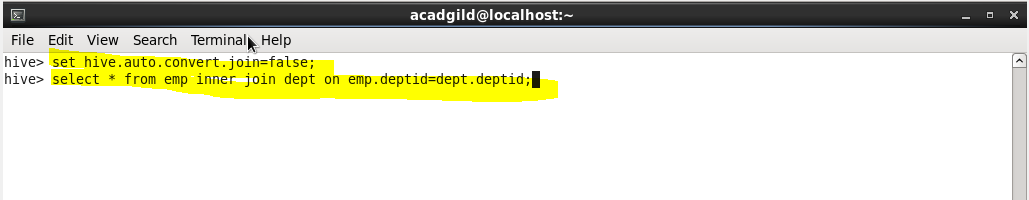 acadgild@localhost:~
File Edit View Search Terminal Help
hive> set hive.auto.convert.join=false;
hive> select * from emp inner join dept on emp.deptid=dept.deptid;